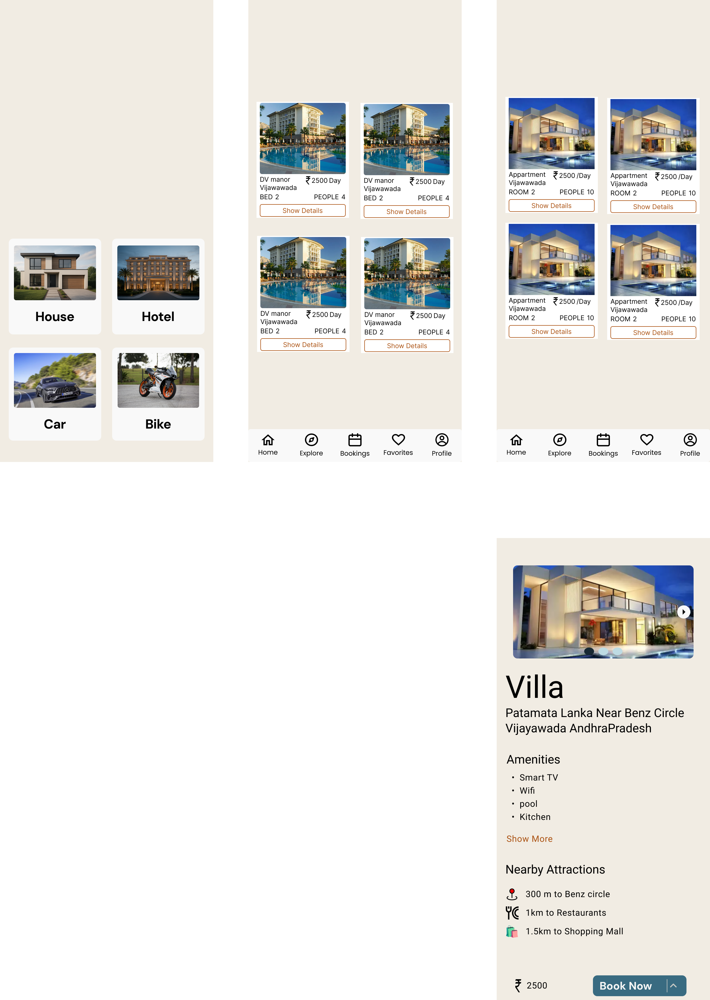 House
Hotel
Car
Bike
DV manor
Vijawawada
₹ 2500 Day
BED 2
PEOPLE 4
Show Details
DV manor
Vijawawada
₹ 2500 Day
BED 2
PEOPLE 4
Show Details
DV manor
Vijawawada
₹ 2500 Day
BED 2
PEOPLE 4
Show Details
DV manor
Vijawawada
₹ 2500 Day
BED 2
PEOPLE 4
Show Details
Home
Explore
Bookings
Favorites
Profile
Appartment
Vijawawada
₹ 2500 /Day
ROOM 2
PEOPLE 10
Show Details
Appartment
Vijawawada
₹ 2500 /Day
ROOM 2
PEOPLE 10
Show Details
Appartment
Vijawawada
₹ 2500 /Day
ROOM 2
PEOPLE 10
Show Details
Appartment
Vijawawada
₹ 2500 /Day
ROOM 2
PEOPLE 10
Show Details
Home
Explore
Bookings
Favorites
Profile
Villa
Patamata Lanka Near Benz Circle
Vijayawada AndhraPradesh
Amenities
• Smart TV
• Wifi
• pool
• Kitchen
Show More
Nearby Attractions
300 m to Benz circle
1km to Restaurants
1.5km to Shopping Mall
₹ 2500
Book Now